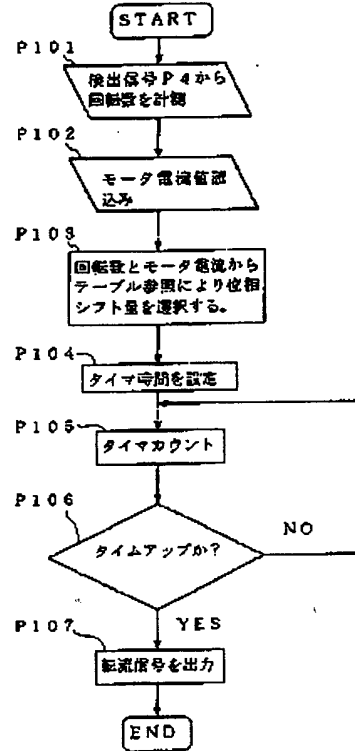 START
P101
検出信号P4から
回転数を計測
P102
モータ電流値読
込み
P103
回転数とモータ電流から
テーブル参照により位相
シフト量を選択する。
P104
タイマ時間を設定
P105
タイマカウント
P106
タイムアップか?
NO
YES
P107
転流信号を出力
END